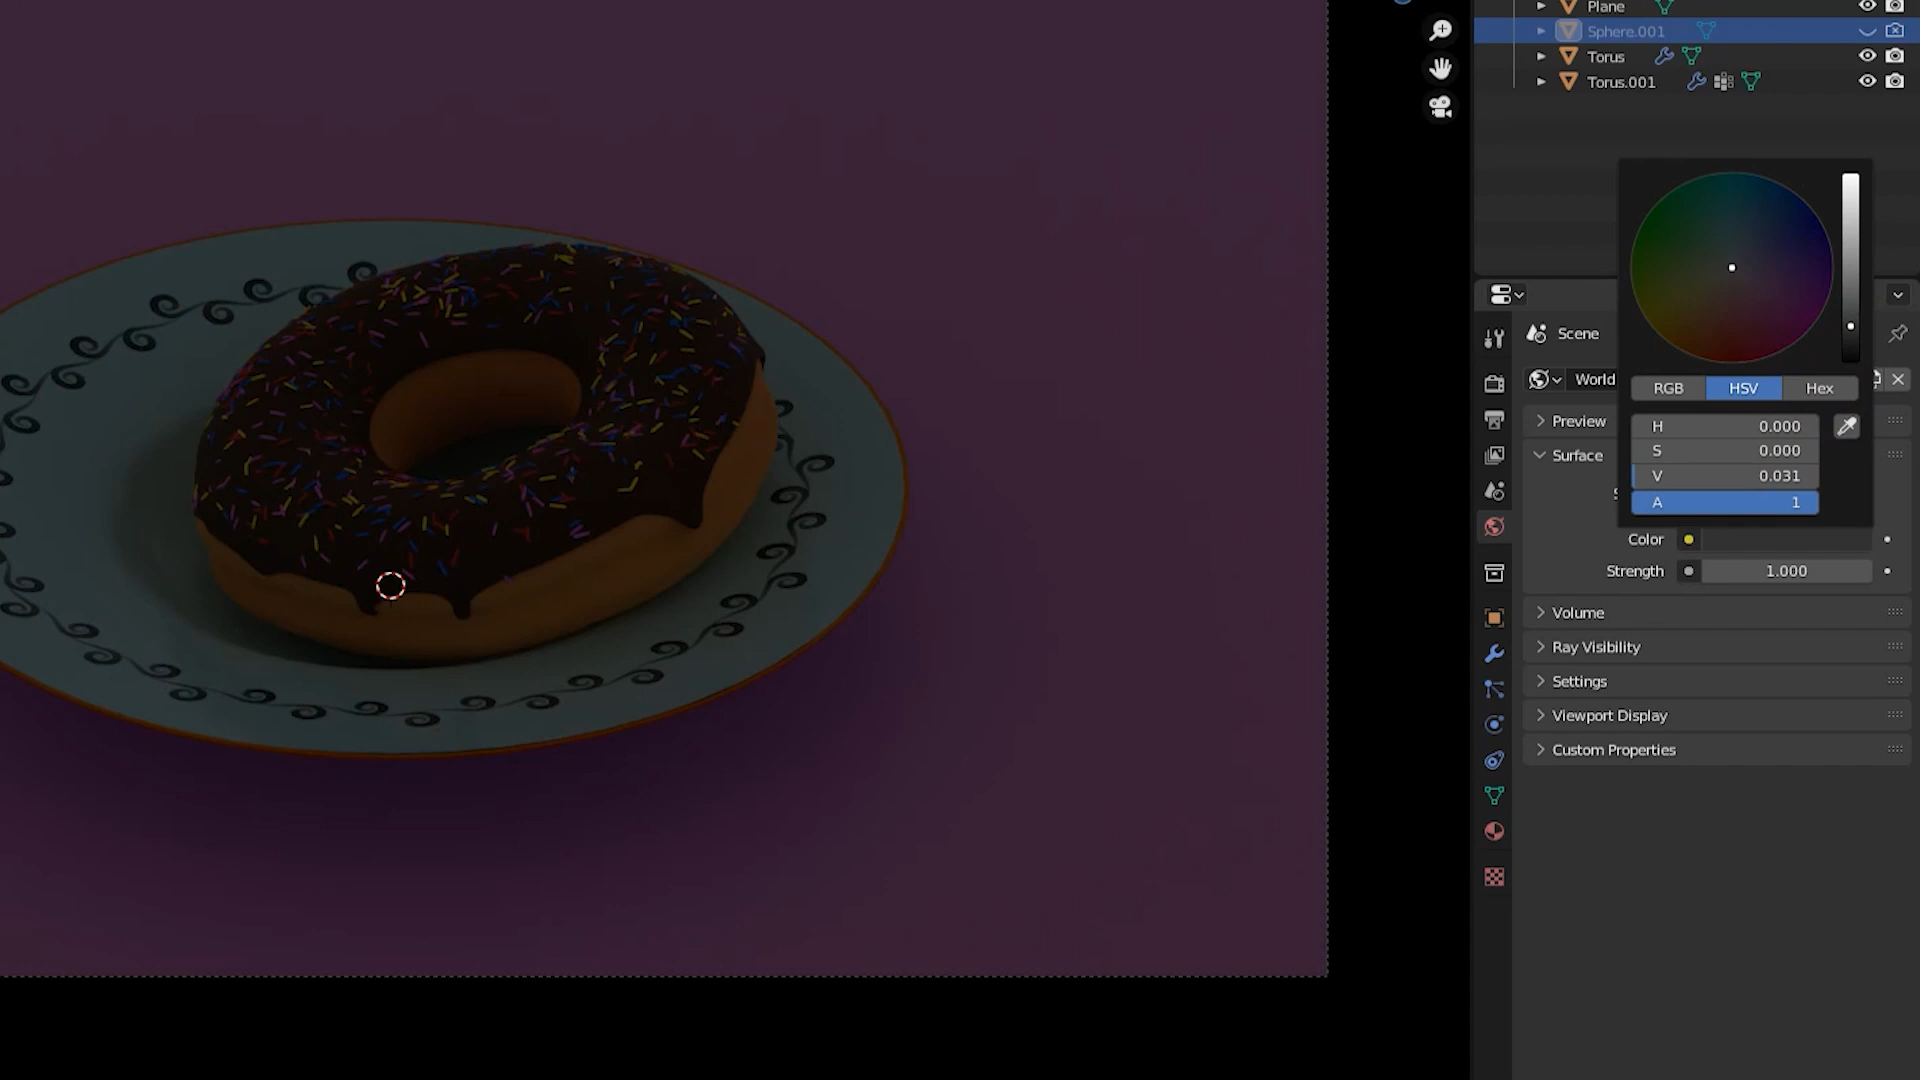 Plane
Sphere.001
Torus
Torus.001
RGB HSV Hex
H 0.000
S 0.000
V 0.031
A 1
Scene
World
Preview
Surface
Color
Strength 1.000
Volume
Ray Visibility
Settings
Viewport Display
Custom Properties